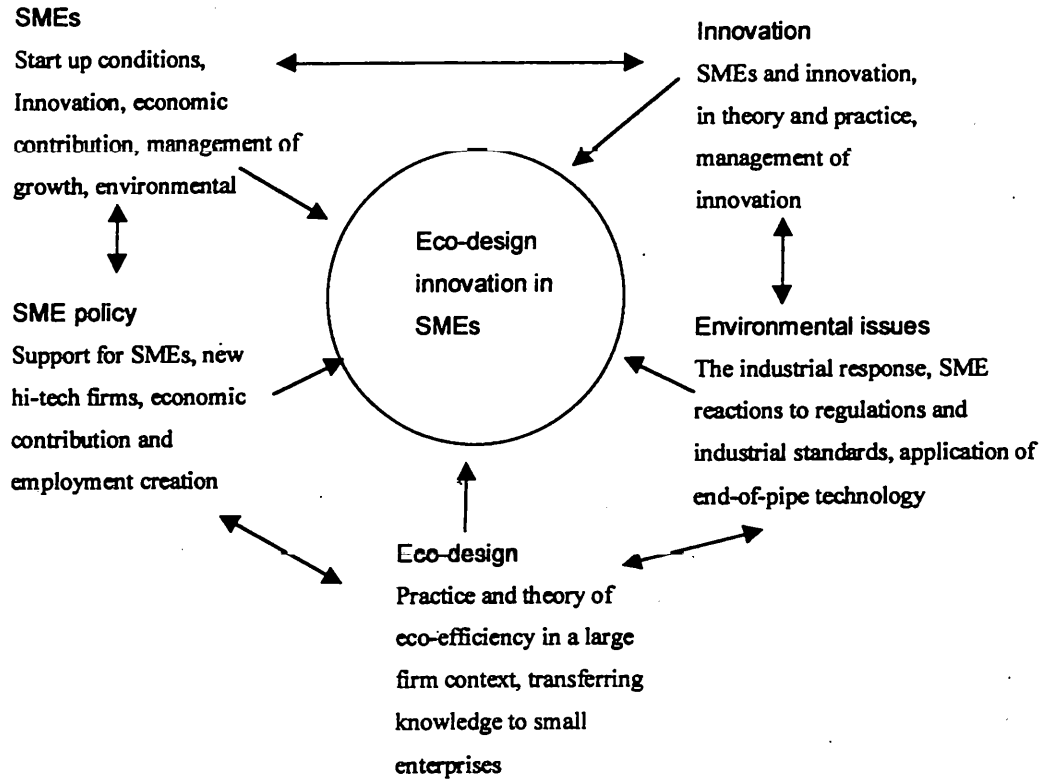 SMEs
Start up conditions,
Innovation, economic
contribution, management of
growth, environmental
Innovation
SMEs and innovation,
in theory and practice,
management of
innovation
Eco-design
innovation in
SMEs
SME policy
Support for SMEs, new
hi-tech firms, economic
contribution and
employment creation
Environmental issues
The industrial response, SME
reactions to regulations and
industrial standards, application of
end-of-pipe technology
Eco-design
Practice and theory of
eco-efficiency in a large
firm context, transferring
knowledge to small
enterprises